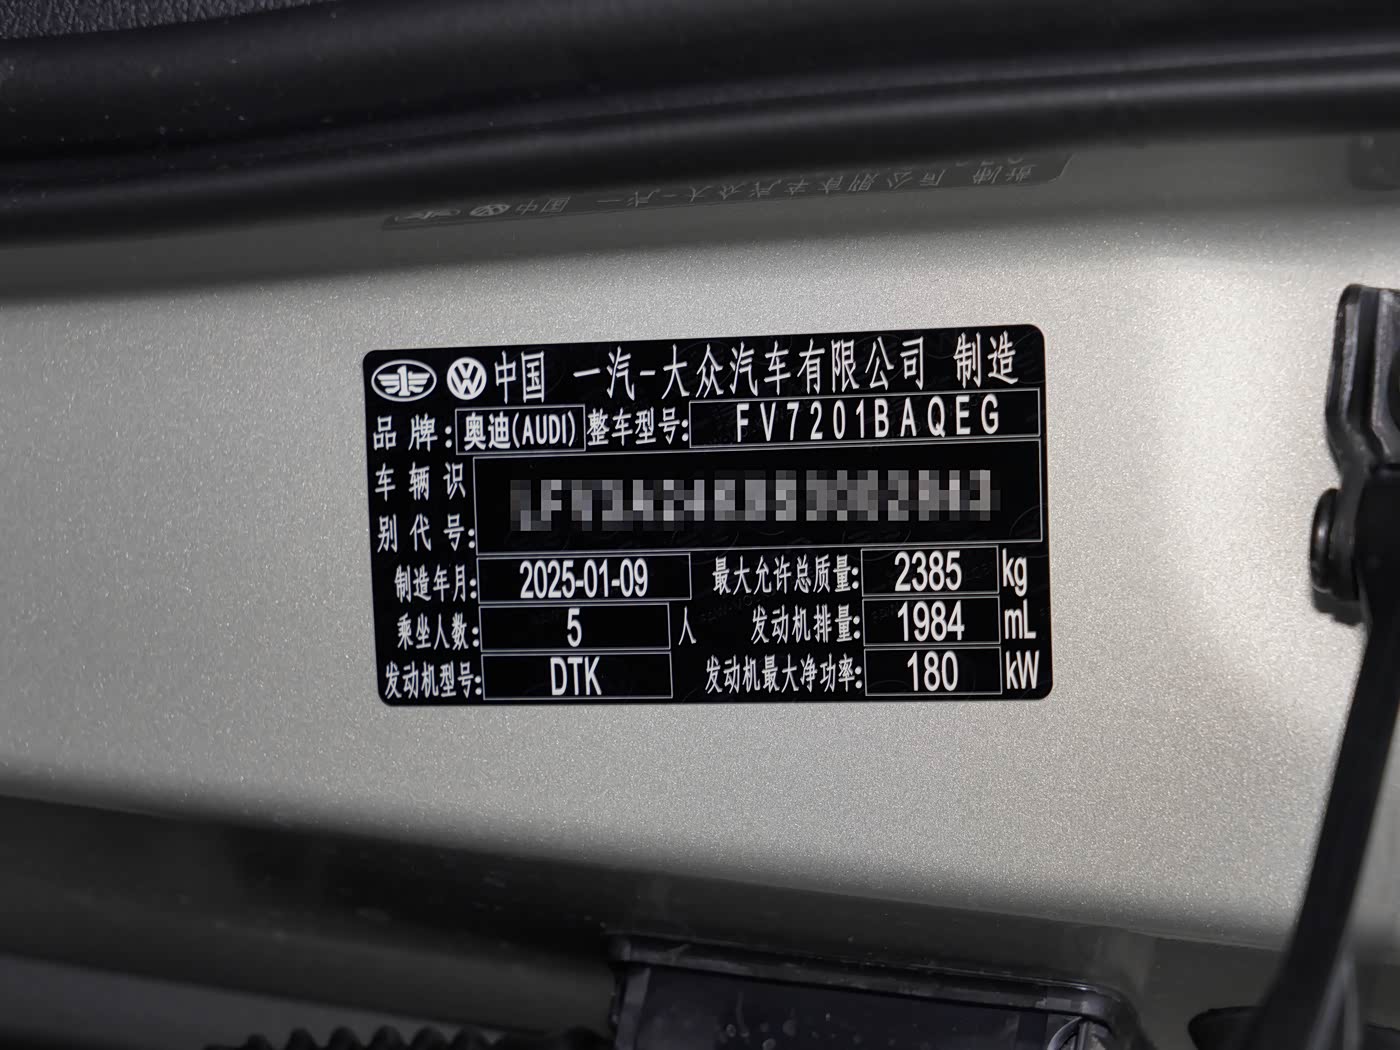 中国 一汽-大众汽车有限公司 制造
品牌: 奥迪(AUDI) 整车型号: FV7201BAQEG
车辆识
别代号:
制造年月: 2025-01-09 最大允许总质量: 2385 kg
乘坐人数: 5 人 发动机排量: 1984 mL
发动机型号: DTK 发动机最大净功率: 180 kW